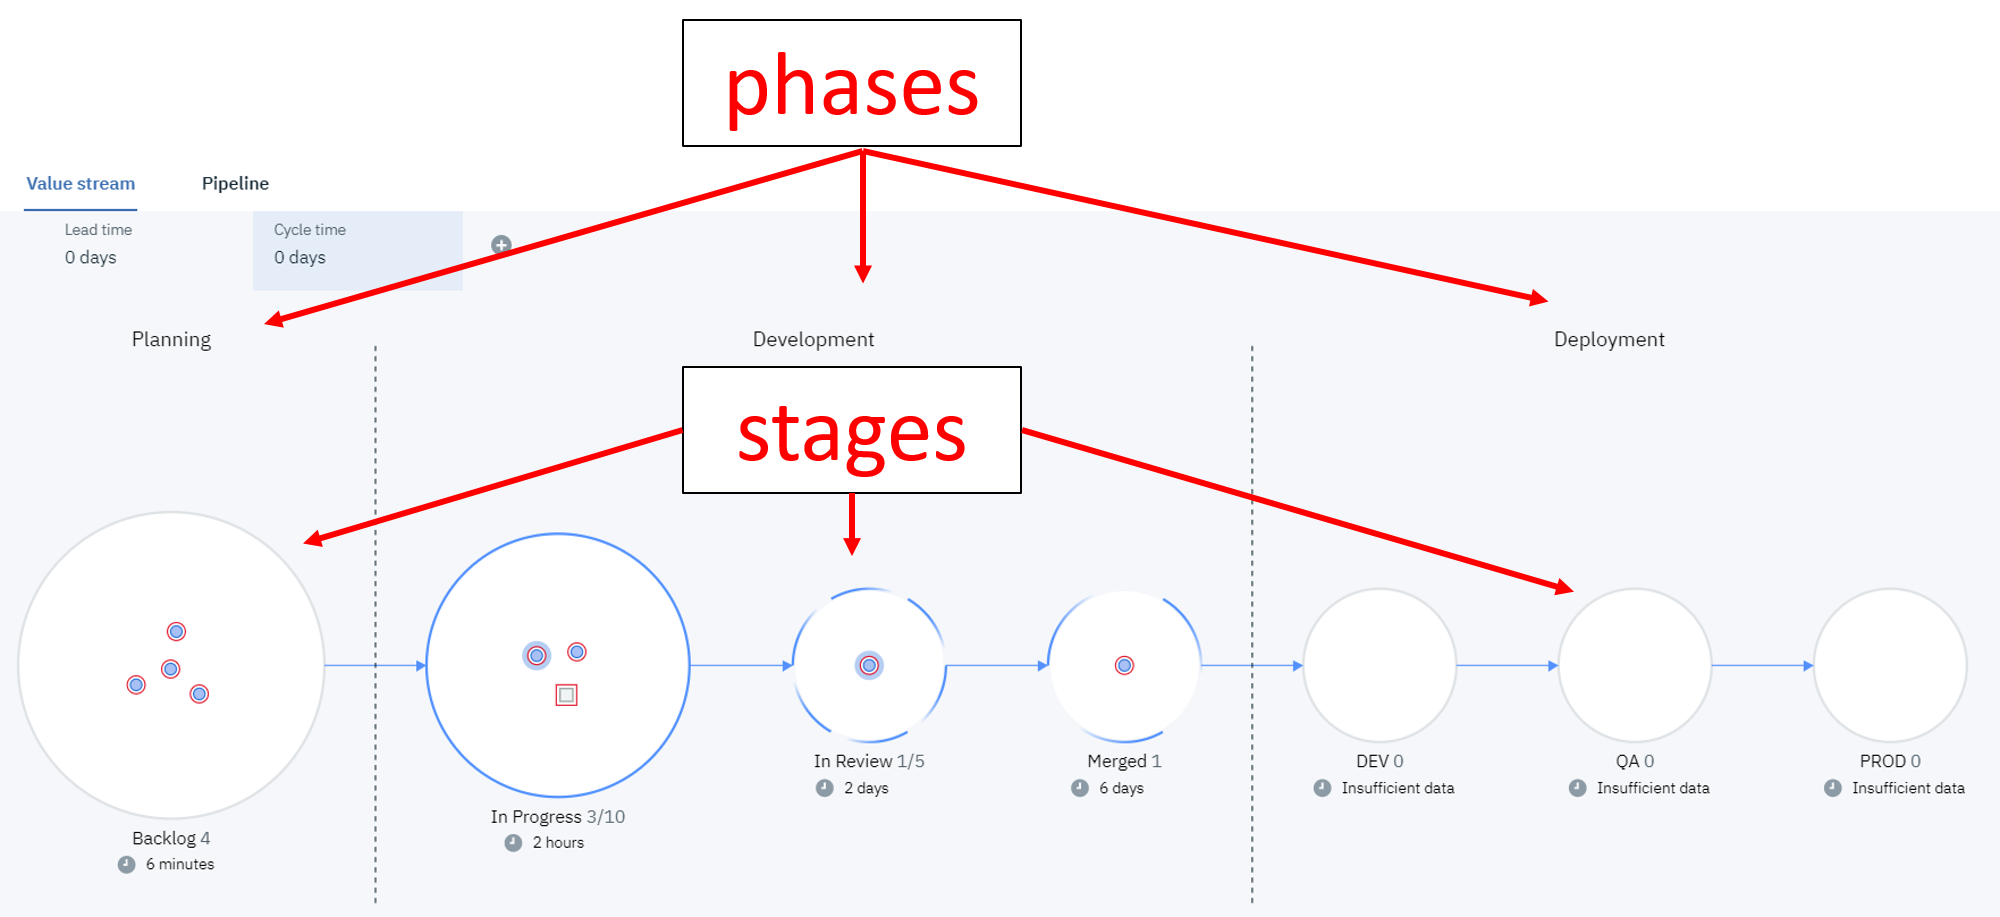 phases
Value stream
Pipeline
Lead time
Cycle time
0 days
0 days
Planning
Development
Deployment
stages
In Review 1/5
Merged 1
DEV 0
QA 0
PROD 0
2 days
6 days
Insufficient data
Insufficient data
Insufficient data
In Progress 3/10
2 hours
Backlog 4
6 minutes